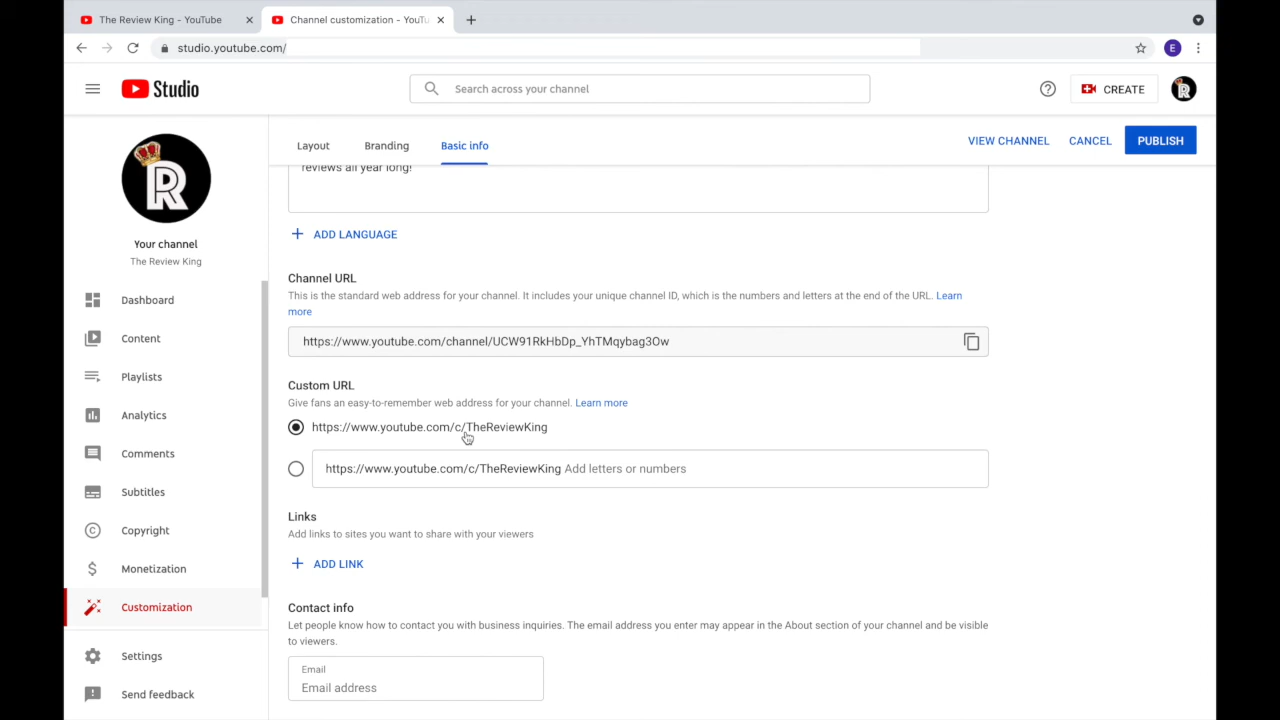 The Review King - YouTube
Channel customization - YouTu
studio.youtube.com/
E
Studio
Search across your channel
CREATE
R
Layout
Branding
Basic info
VIEW CHANNEL
CANCEL
PUBLISH
R
Your channel
The Review King
Dashboard
Content
Playlists
Analytics
Comments
Subtitles
Copyright
Monetization
Customization
Settings
Send feedback
reviews all year long!
ADD LANGUAGE
Channel URL
This is the standard web address for your channel. It includes your unique channel ID, which is the numbers and letters at the end of the URL. Learn
more
https://www.youtube.com/channel/UCW91RkHbDp_YhTMqybag3Ow
Custom URL
Give fans an easy-to-remember web address for your channel. Learn more
https://www.youtube.com/c/TheReviewKing
https://www.youtube.com/c/TheReviewKing Add letters or numbers
Links
Add links to sites you want to share with your viewers
ADD LINK
Contact info
Let people know how to contact you with business inquiries. The email address you enter may appear in the About section of your channel and be visible
to viewers.
Email
Email address